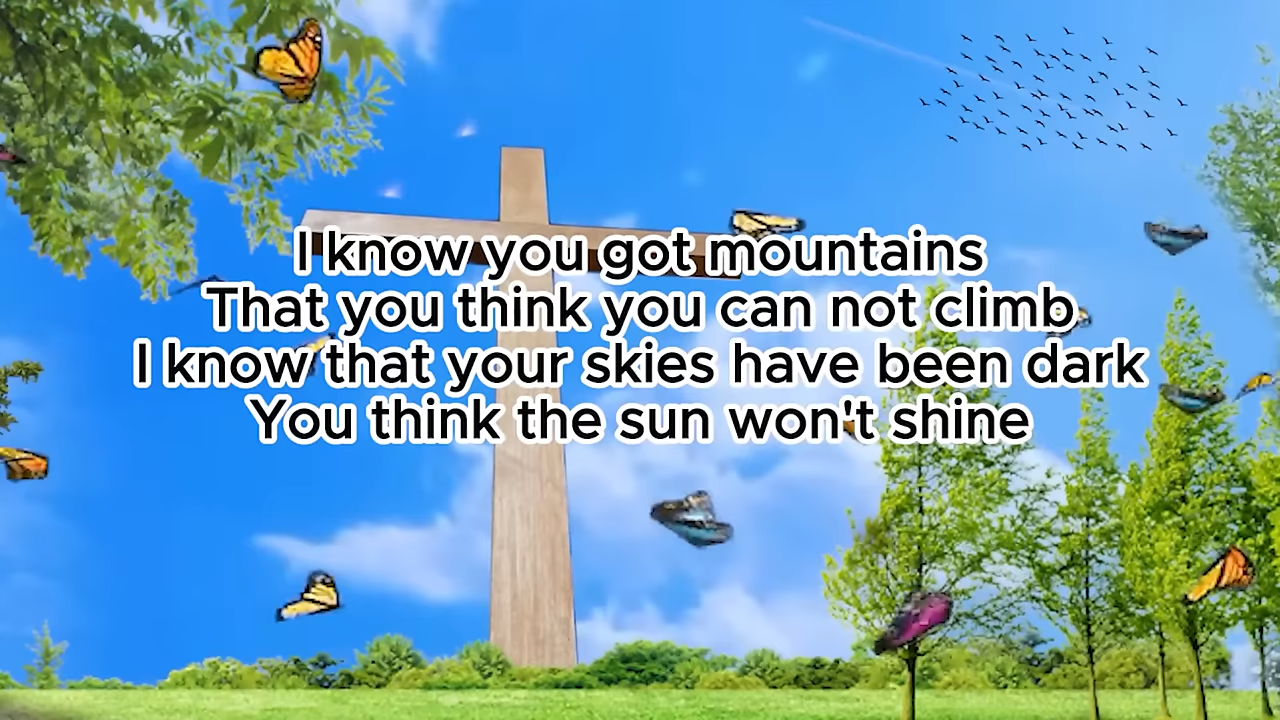 I know you got mountains
That you think you can not climb
I know that your skies have been dark
You think the sun won't shine